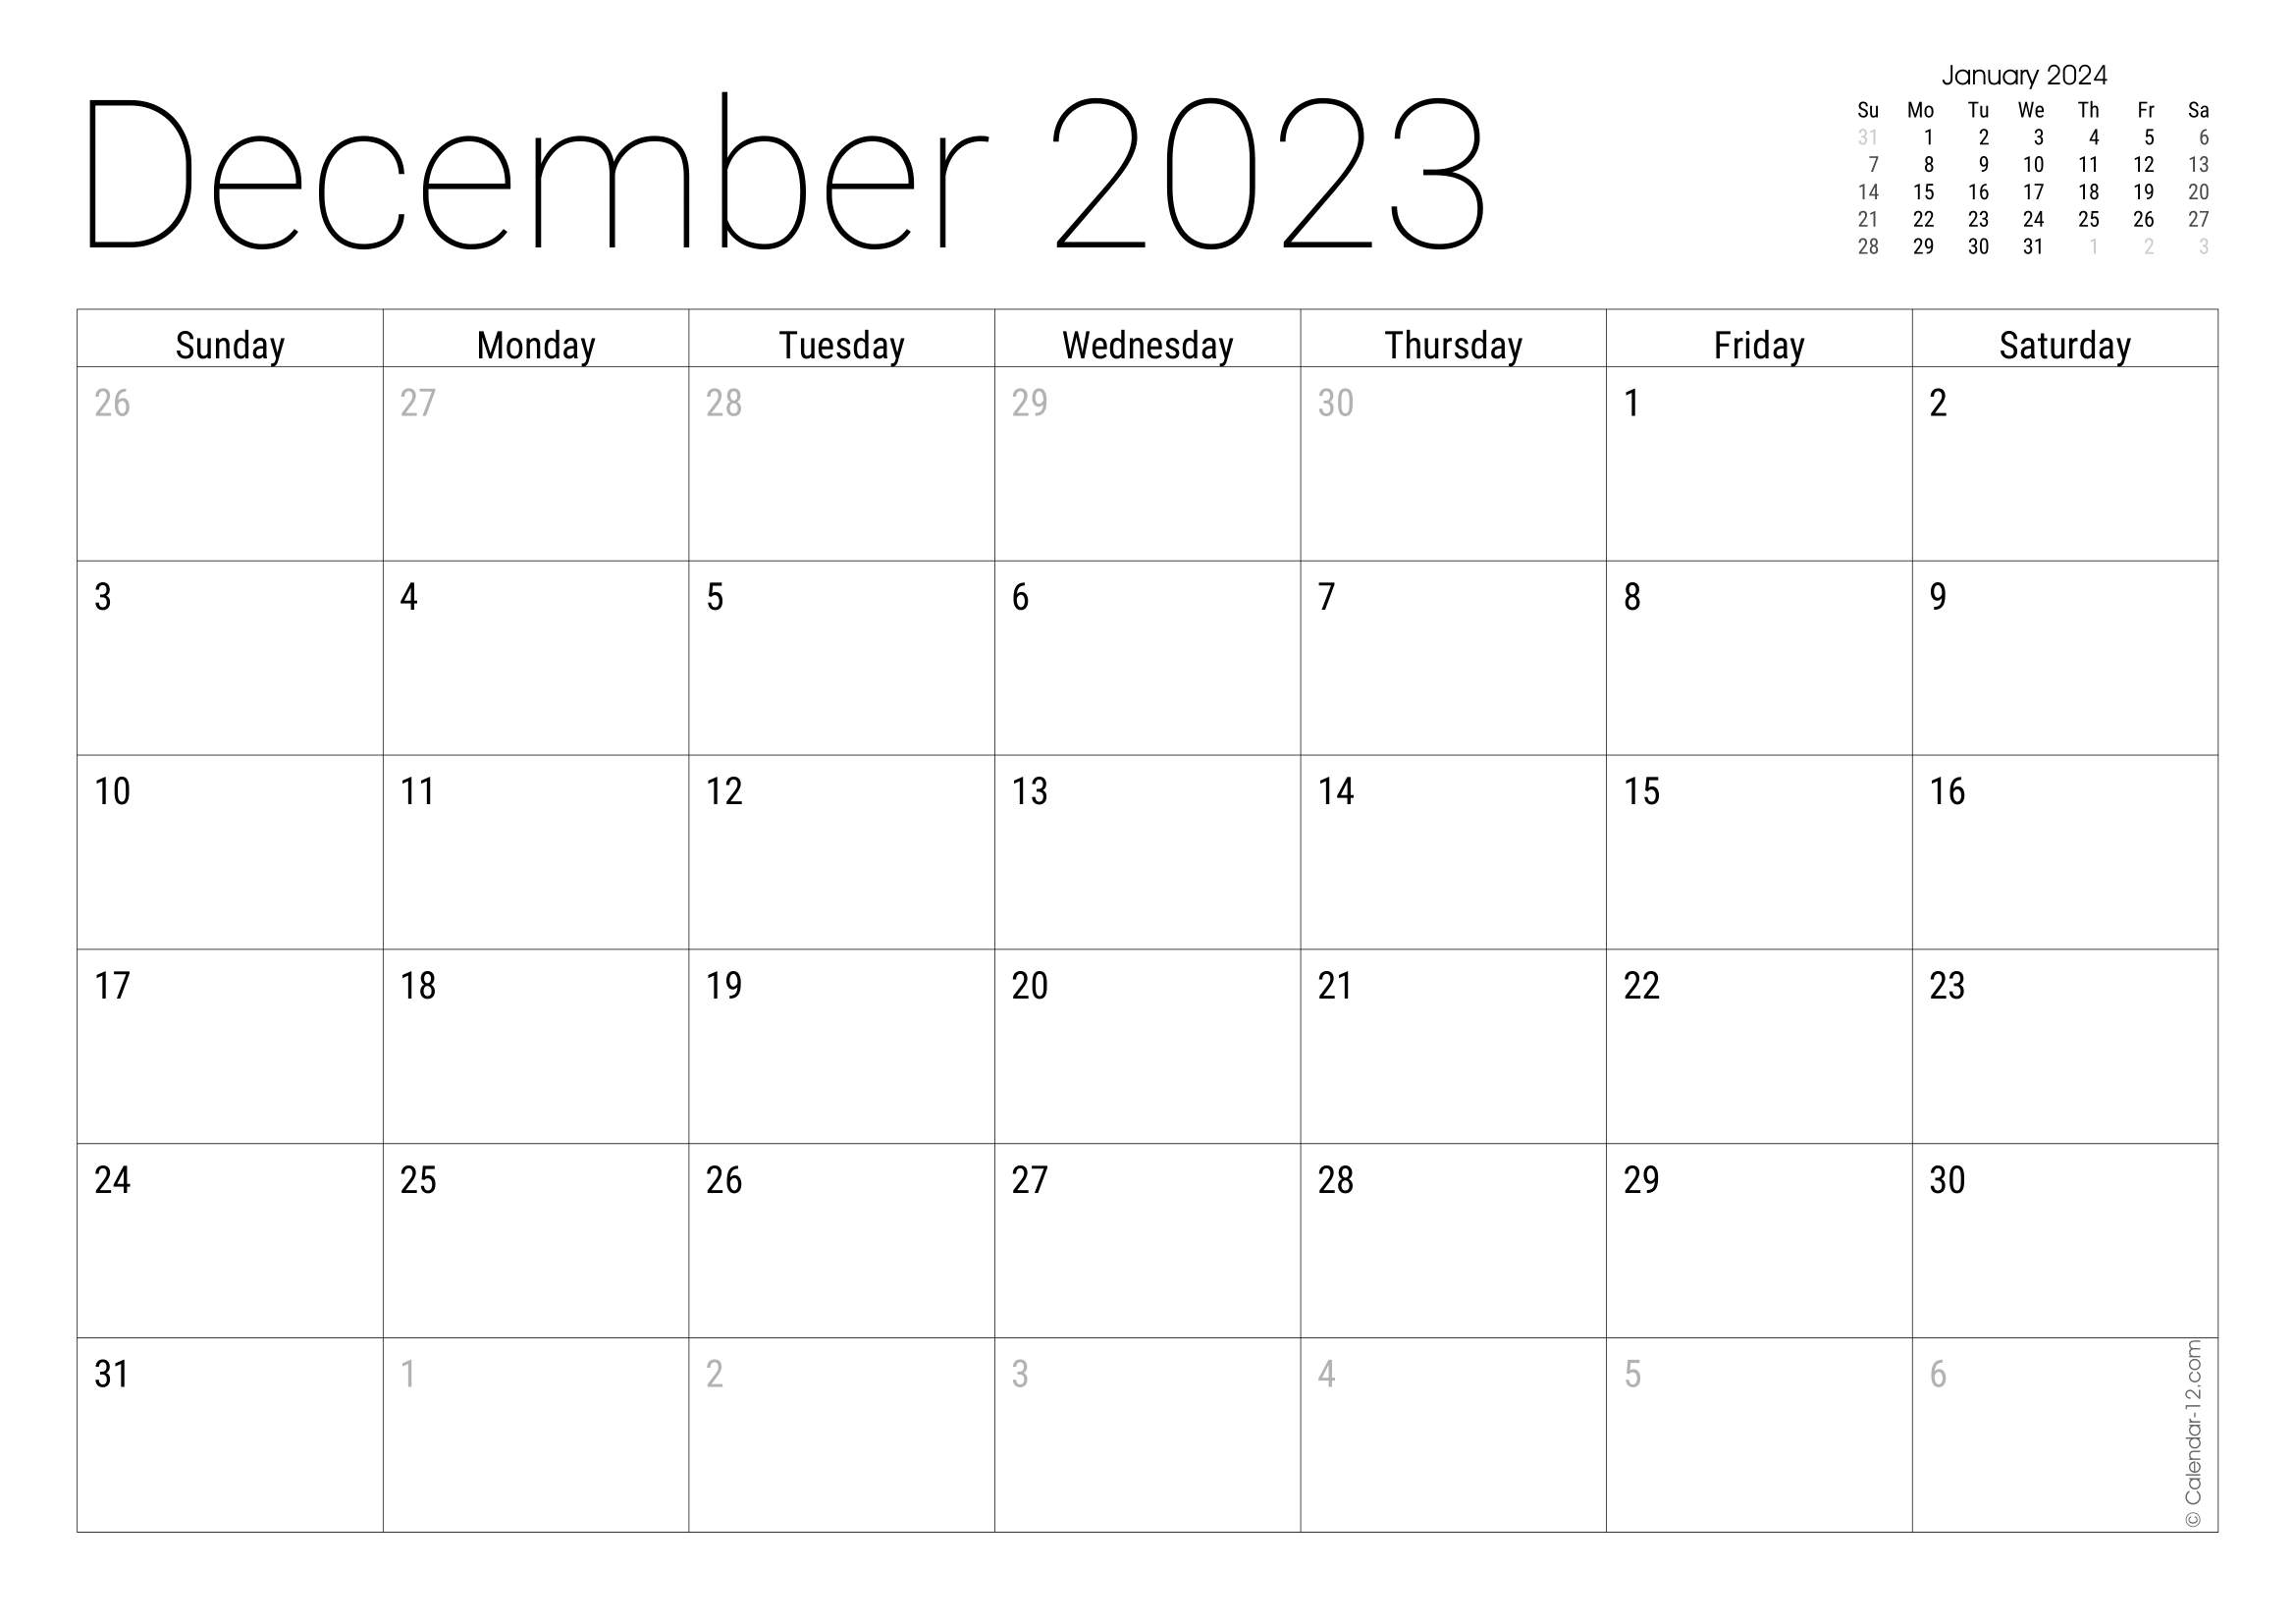 December 2023
January 2024
Su Mo Tu We Th Fr Sa
31 1 2 3 4 5 6
7 8 9 10 11 12 13
14 15 16 17 18 19 20
21 22 23 24 25 26 27
28 29 30 31 1 2 3
Sunday Monday Tuesday Wednesday Thursday Friday Saturday
26 27 28 29 30 1 2
3 4 5 6 7 8 9
10 11 12 13 14 15 16
17 18 19 20 21 22 23
24 25 26 27 28 29 30
31 1 2 3 4 5 6
© Calendar-12.com